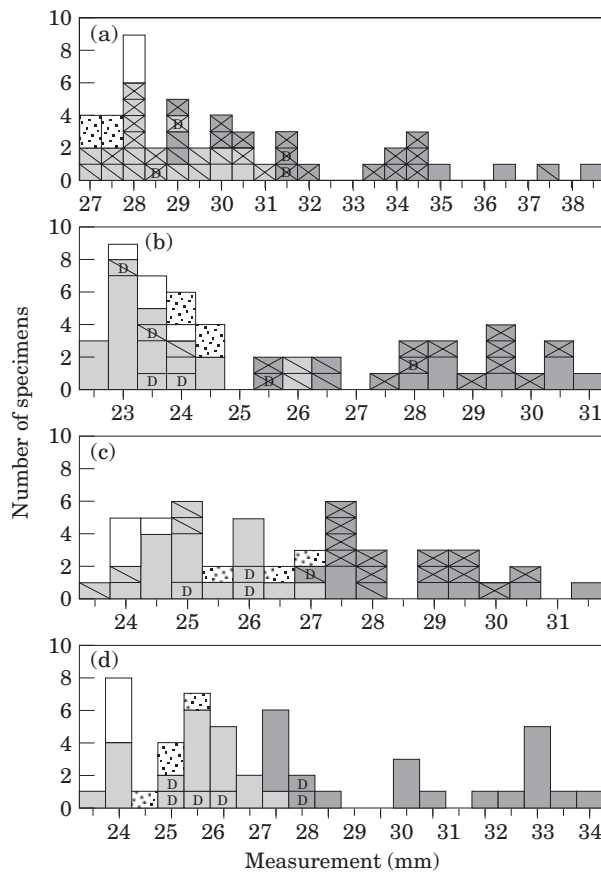 Number of specimens
(a)
10
8
6
4
2
0
D
D
D
D
27 28 29 30 31 32 33 34 35 36 37 38
(b)
10
8
6
4
2
0
D
D
D
D
D
D
23 24 25 26 27 28 29 30 31
(c)
10
8
6
4
2
0
D
D
D
D
24 25 26 27 28 29 30 31
(d)
10
8
6
4
2
0
D
D
D D D
D
D
24 25 26 27 28 29 30 31 32 33 34
Measurement (mm)